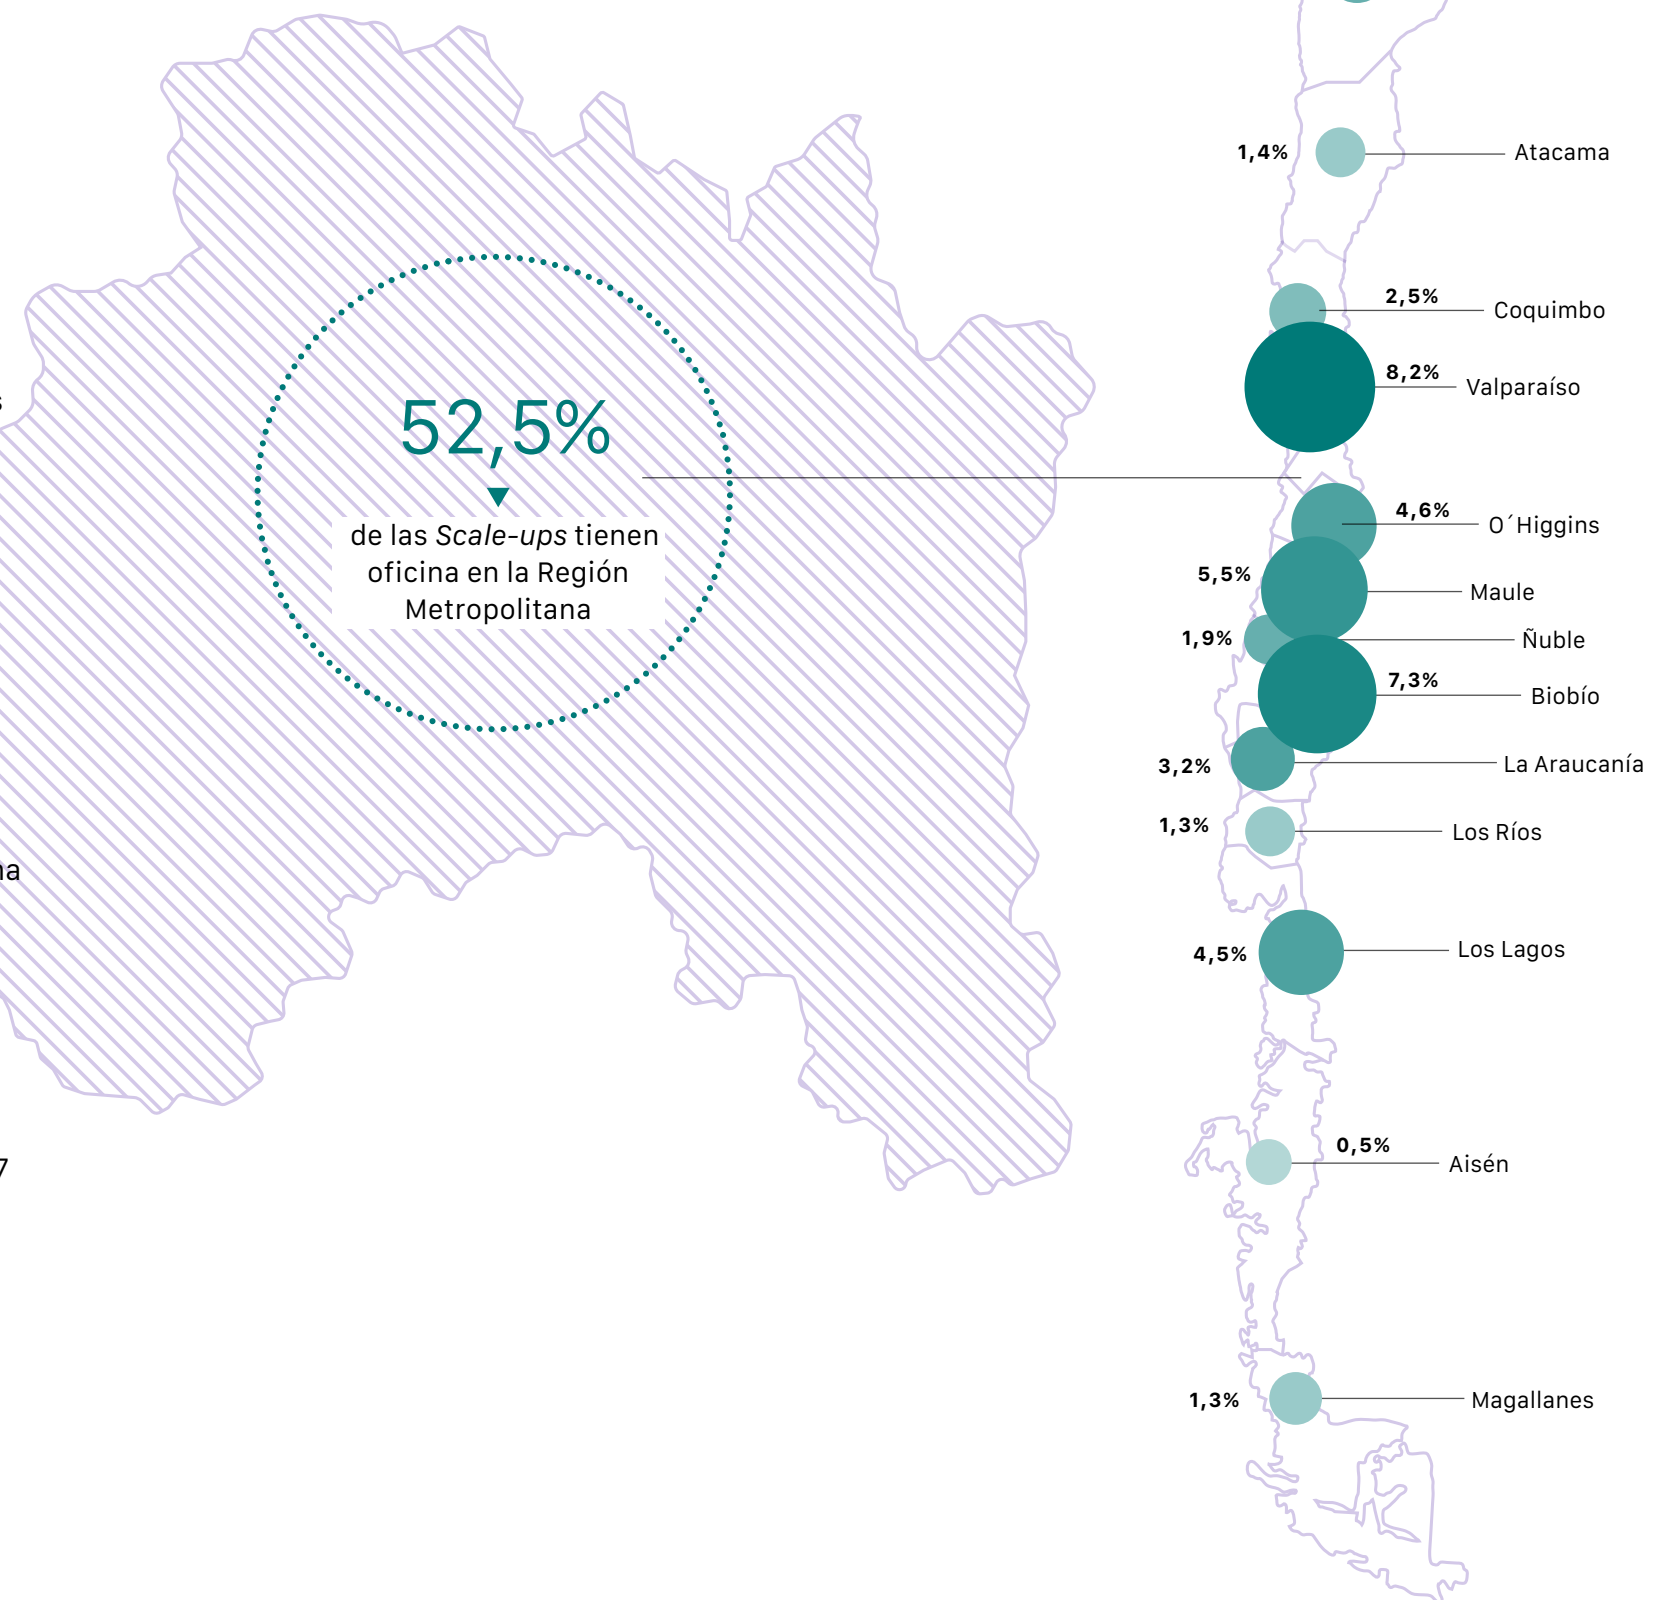 s
na
7
52,5%
de las Scale-ups tienen
oficina en la Región
Metropolitana
1,4% Atacama
2,5% Coquimbo
8,2% Valparaíso
4,6% O´Higgins
5,5% Maule
1,9% Ñuble
7,3% Biobío
3,2% La Araucanía
1,3% Los Ríos
4,5% Los Lagos
0,5% Aisén
1,3% Magallanes